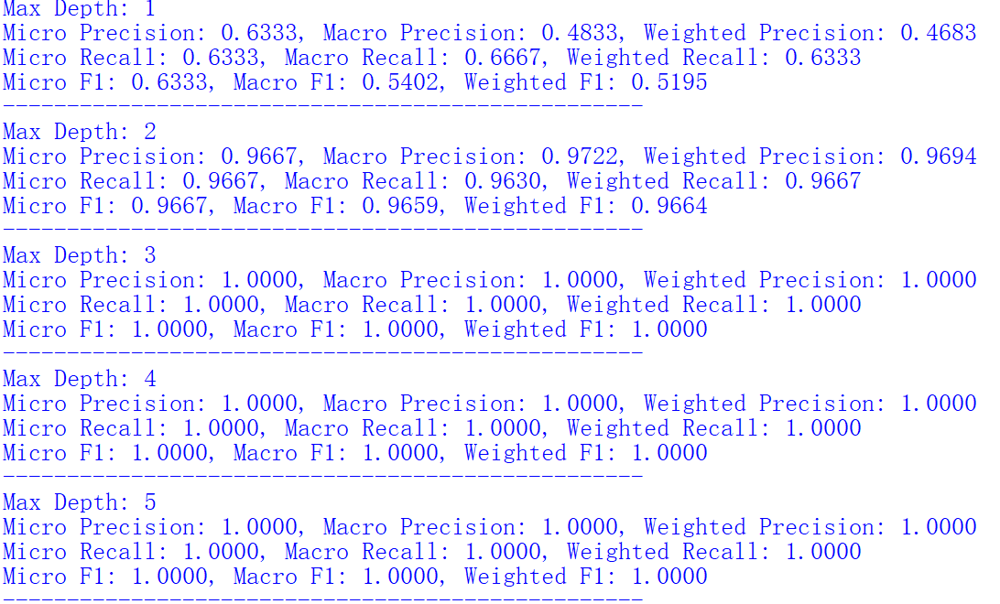 Max Depth: 1
Micro Precision: 0.6333, Macro Precision: 0.4833, Weighted Precision: 0.4683
Micro Recall: 0.6333, Macro Recall: 0.6667, Weighted Recall: 0.6333
Micro F1: 0.6333, Macro F1: 0.5402, Weighted F1: 0.5195
--------------------------------------------------
Max Depth: 2
Micro Precision: 0.9667, Macro Precision: 0.9722, Weighted Precision: 0.9694
Micro Recall: 0.9667, Macro Recall: 0.9630, Weighted Recall: 0.9667
Micro F1: 0.9667, Macro F1: 0.9659, Weighted F1: 0.9664
--------------------------------------------------
Max Depth: 3
Micro Precision: 1.0000, Macro Precision: 1.0000, Weighted Precision: 1.0000
Micro Recall: 1.0000, Macro Recall: 1.0000, Weighted Recall: 1.0000
Micro F1: 1.0000, Macro F1: 1.0000, Weighted F1: 1.0000
--------------------------------------------------
Max Depth: 4
Micro Precision: 1.0000, Macro Precision: 1.0000, Weighted Precision: 1.0000
Micro Recall: 1.0000, Macro Recall: 1.0000, Weighted Recall: 1.0000
Micro F1: 1.0000, Macro F1: 1.0000, Weighted F1: 1.0000
--------------------------------------------------
Max Depth: 5
Micro Precision: 1.0000, Macro Precision: 1.0000, Weighted Precision: 1.0000
Micro Recall: 1.0000, Macro Recall: 1.0000, Weighted Recall: 1.0000
Micro F1: 1.0000, Macro F1: 1.0000, Weighted F1: 1.0000
--------------------------------------------------